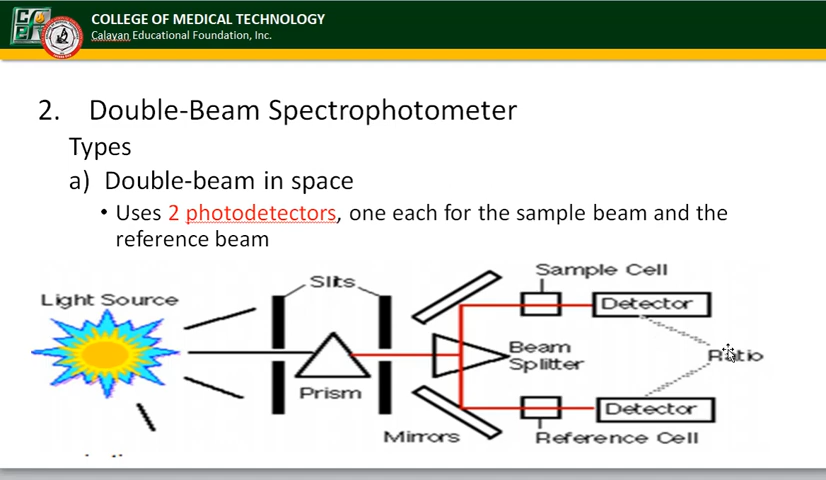 COLLEGE OF MEDICAL TECHNOLOGY
Calayan Educational Foundation, Inc.
2. Double-Beam Spectrophotometer
Types
a) Double-beam in space
• Uses 2 photodetectors, one each for the sample beam and the
reference beam
Sample Cell
Slits
Light Source
Detector
Beam
Splitter
Ratio
Prism
Detector
Mirrors
Reference Cell